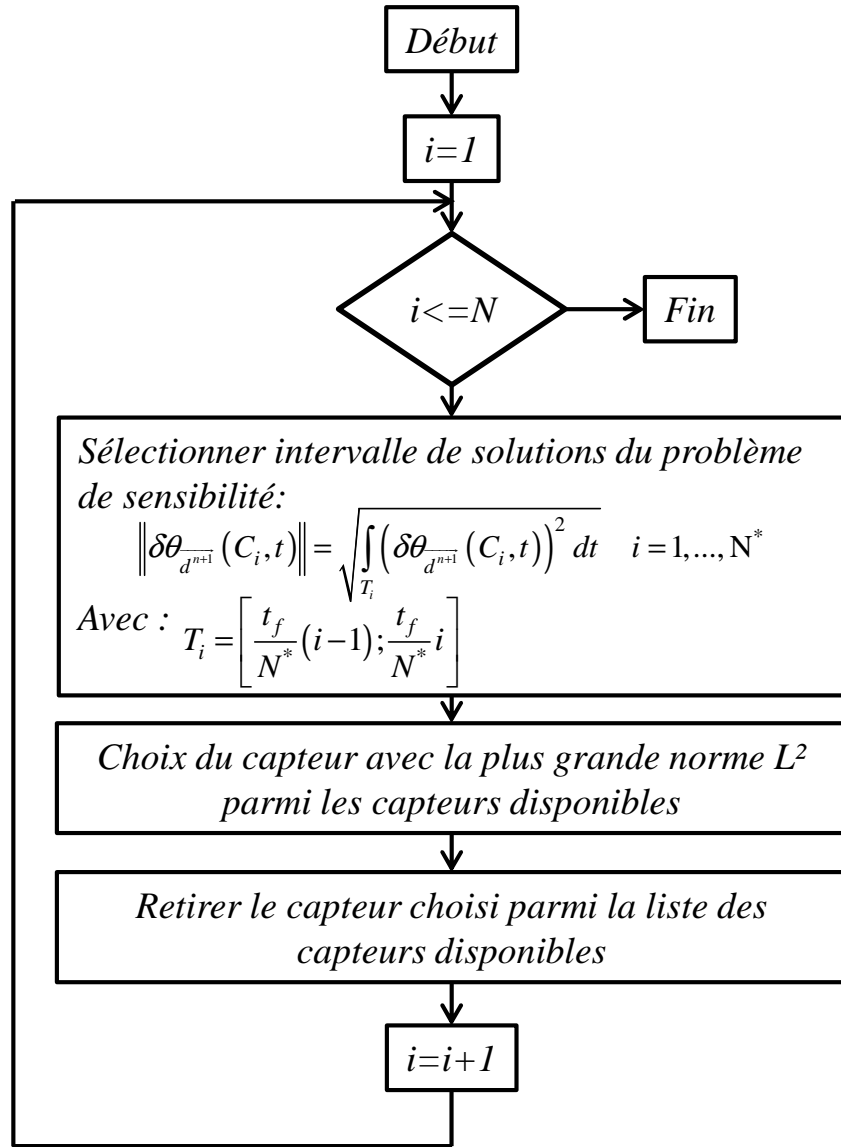 Début
i=1
i<=N
Fin
Sélectionner intervalle de solutions du problème
de sensibilité:
‖δθ_{\overline{d^{n+1}}}(C_i,t)‖ = √(∫_{T_i}(δθ_{\overline{d^{n+1}}}(C_i,t))² dt) i=1,...,N^*
Avec : T_i = [t_f/N^* (i−1); t_f/N^* i]
Choix du capteur avec la plus grande norme L²
parmi les capteurs disponibles
Retirer le capteur choisi parmi la liste des
capteurs disponibles
i=i+1